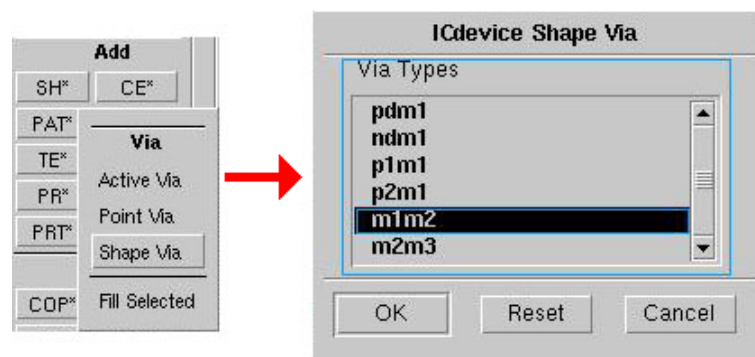 Add
SH* CE*
PAT*
TE*
PR*
PRT*
COP*
Via
Active Via
Point Via
Shape Via
Fill Selected
ICdevice Shape Via
Via Types
pdm1
ndm1
p1m1
p2m1
m1m2
m2m3
OK Reset Cancel